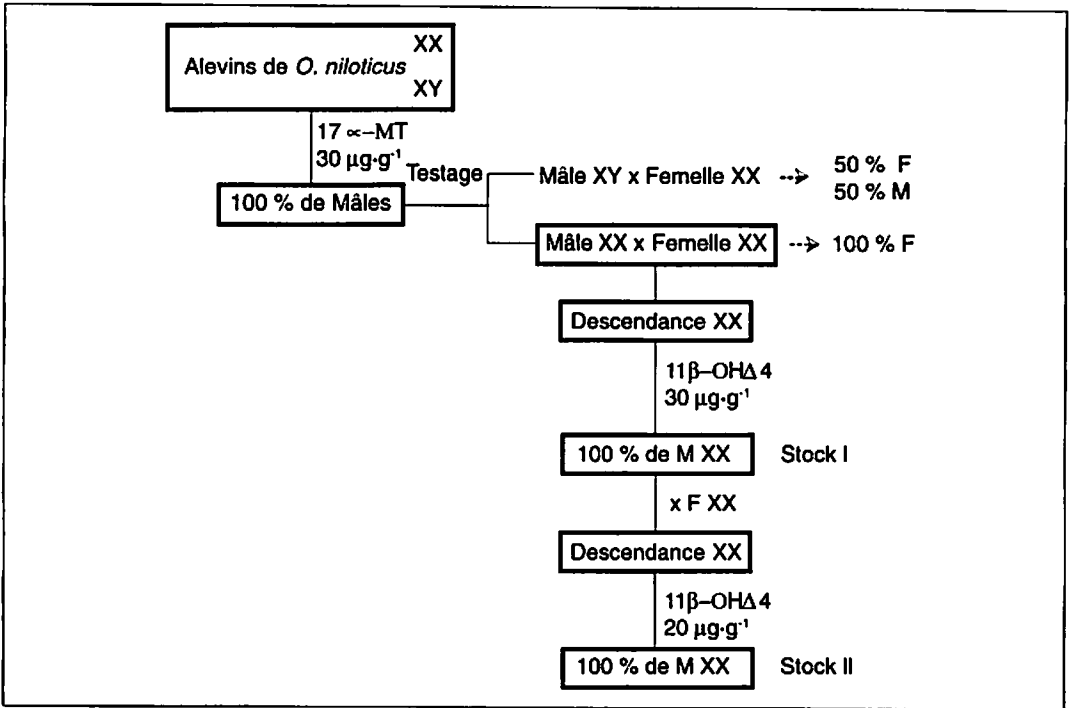 XX
Alevins de O. niloticus
XY
17 ∝–MT
30 µg·g⁻¹
Testage
Mâle XY x Femelle XX --> 50 % F
50 % M
100 % de Mâles
Mâle XX x Femelle XX --> 100 % F
Descendance XX
11β–OHΔ4
30 µg·g⁻¹
100 % de M XX Stock I
x F XX
Descendance XX
11β–OHΔ4
20 µg·g⁻¹
100 % de M XX Stock II